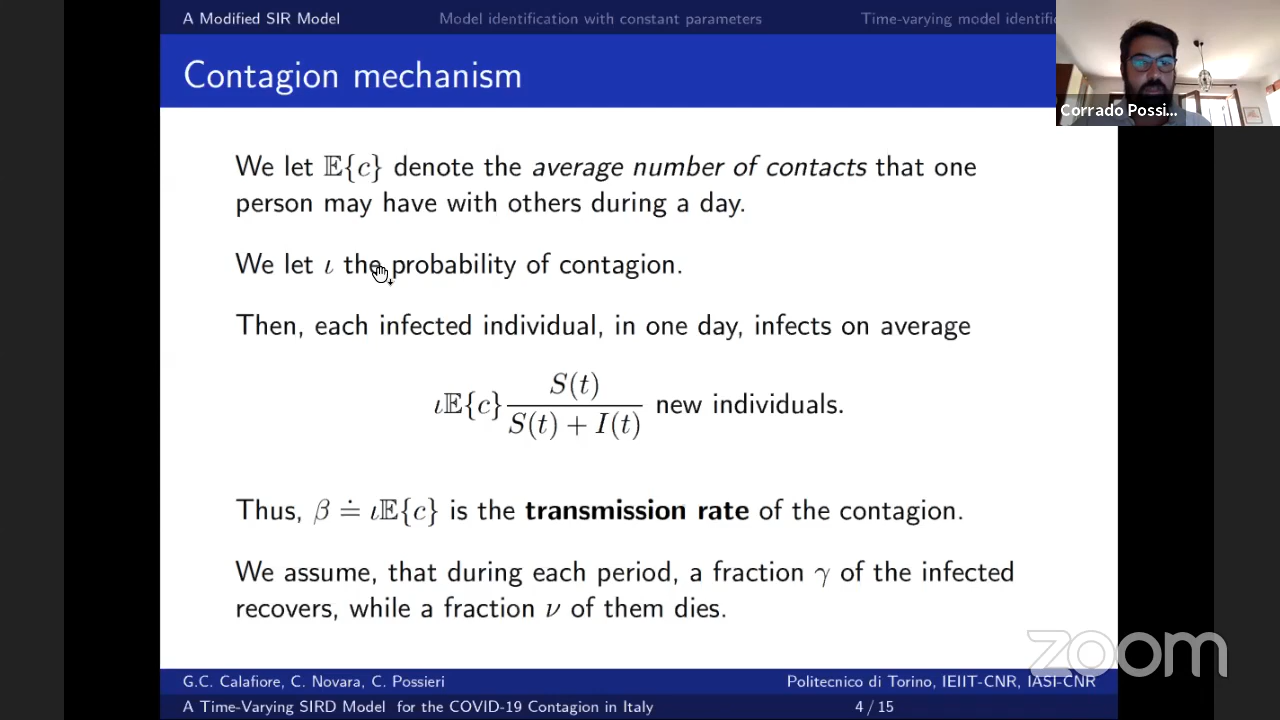 A Modified SIR Model Model identification with constant parameters Time-varying model
Contagion mechanism
Corrado Possi...
We let 𝔼{c} denote the average number of contacts that one
person may have with others during a day.
We let ι the probability of contagion.
Then, each infected individual, in one day, infects on average
ι𝔼{c} S(t) / S(t) + I(t) new individuals.
Thus, β ≐ ι𝔼{c} is the transmission rate of the contagion.
We assume, that during each period, a fraction γ of the infected
recovers, while a fraction ν of them dies.
zoom
G.C. Calafiore, C. Novara, C. Possieri Politecnico di Torino, IEIIT-CNR, IASI-CNR
A Time-Varying SIRD Model for the COVID-19 Contagion in Italy 4 / 15